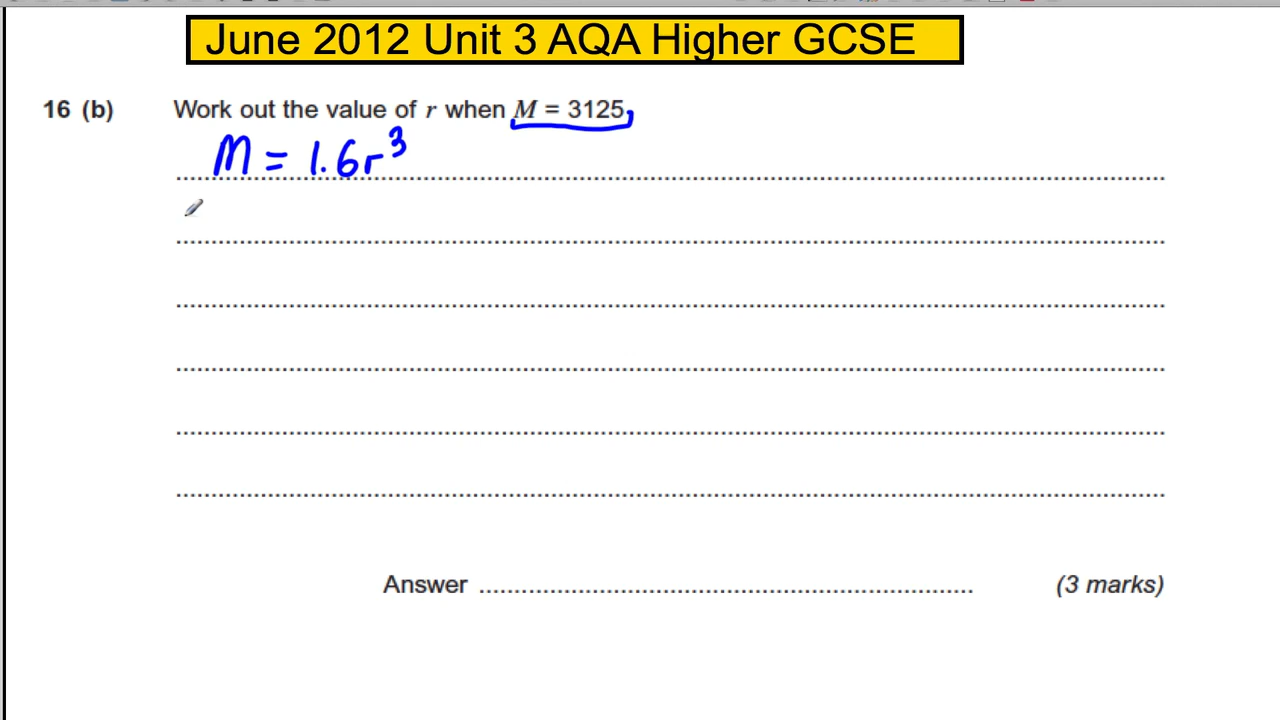 June 2012 Unit 3 AQA Higher GCSE
16 (b) Work out the value of r when M = 3125
M = 1.6r³
Answer ........................................................................ (3 marks)